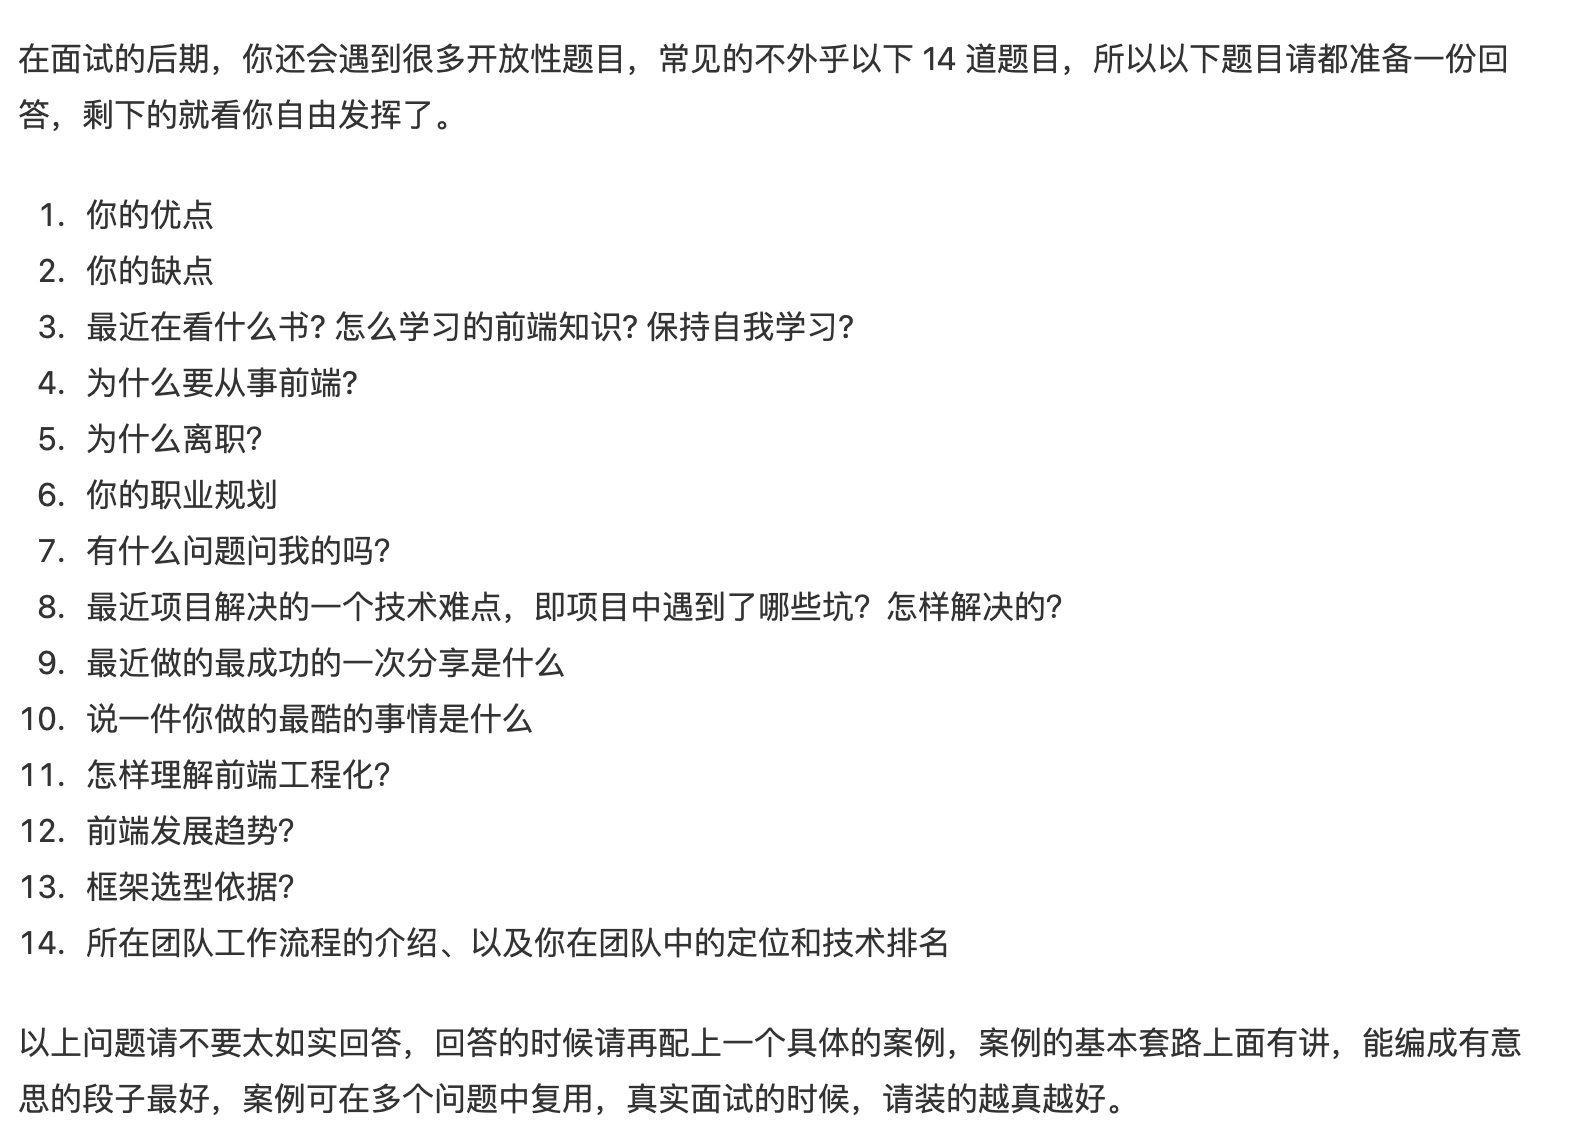 在面试的后期，你还会遇到很多开放性题目，常见的不外乎以下 14 道题目，所以以下题目请都准备一份回
答，剩下的就看你自由发挥了。
1. 你的优点
2. 你的缺点
3. 最近在看什么书? 怎么学习的前端知识? 保持自我学习?
4. 为什么要从事前端?
5. 为什么离职?
6. 你的职业规划
7. 有什么问题问我的吗?
8. 最近项目解决的一个技术难点，即项目中遇到了哪些坑？怎样解决的?
9. 最近做的最成功的一次分享是什么
10. 说一件你做的最酷的事情是什么
11. 怎样理解前端工程化?
12. 前端发展趋势?
13. 框架选型依据?
14. 所在团队工作流程的介绍、以及你在团队中的定位和技术排名
以上问题请不要太如实回答，回答的时候请再配上一个具体的案例，案例的基本套路上面有讲，能编成有意
思的段子最好，案例可在多个问题中复用，真实面试的时候，请装的越真越好。